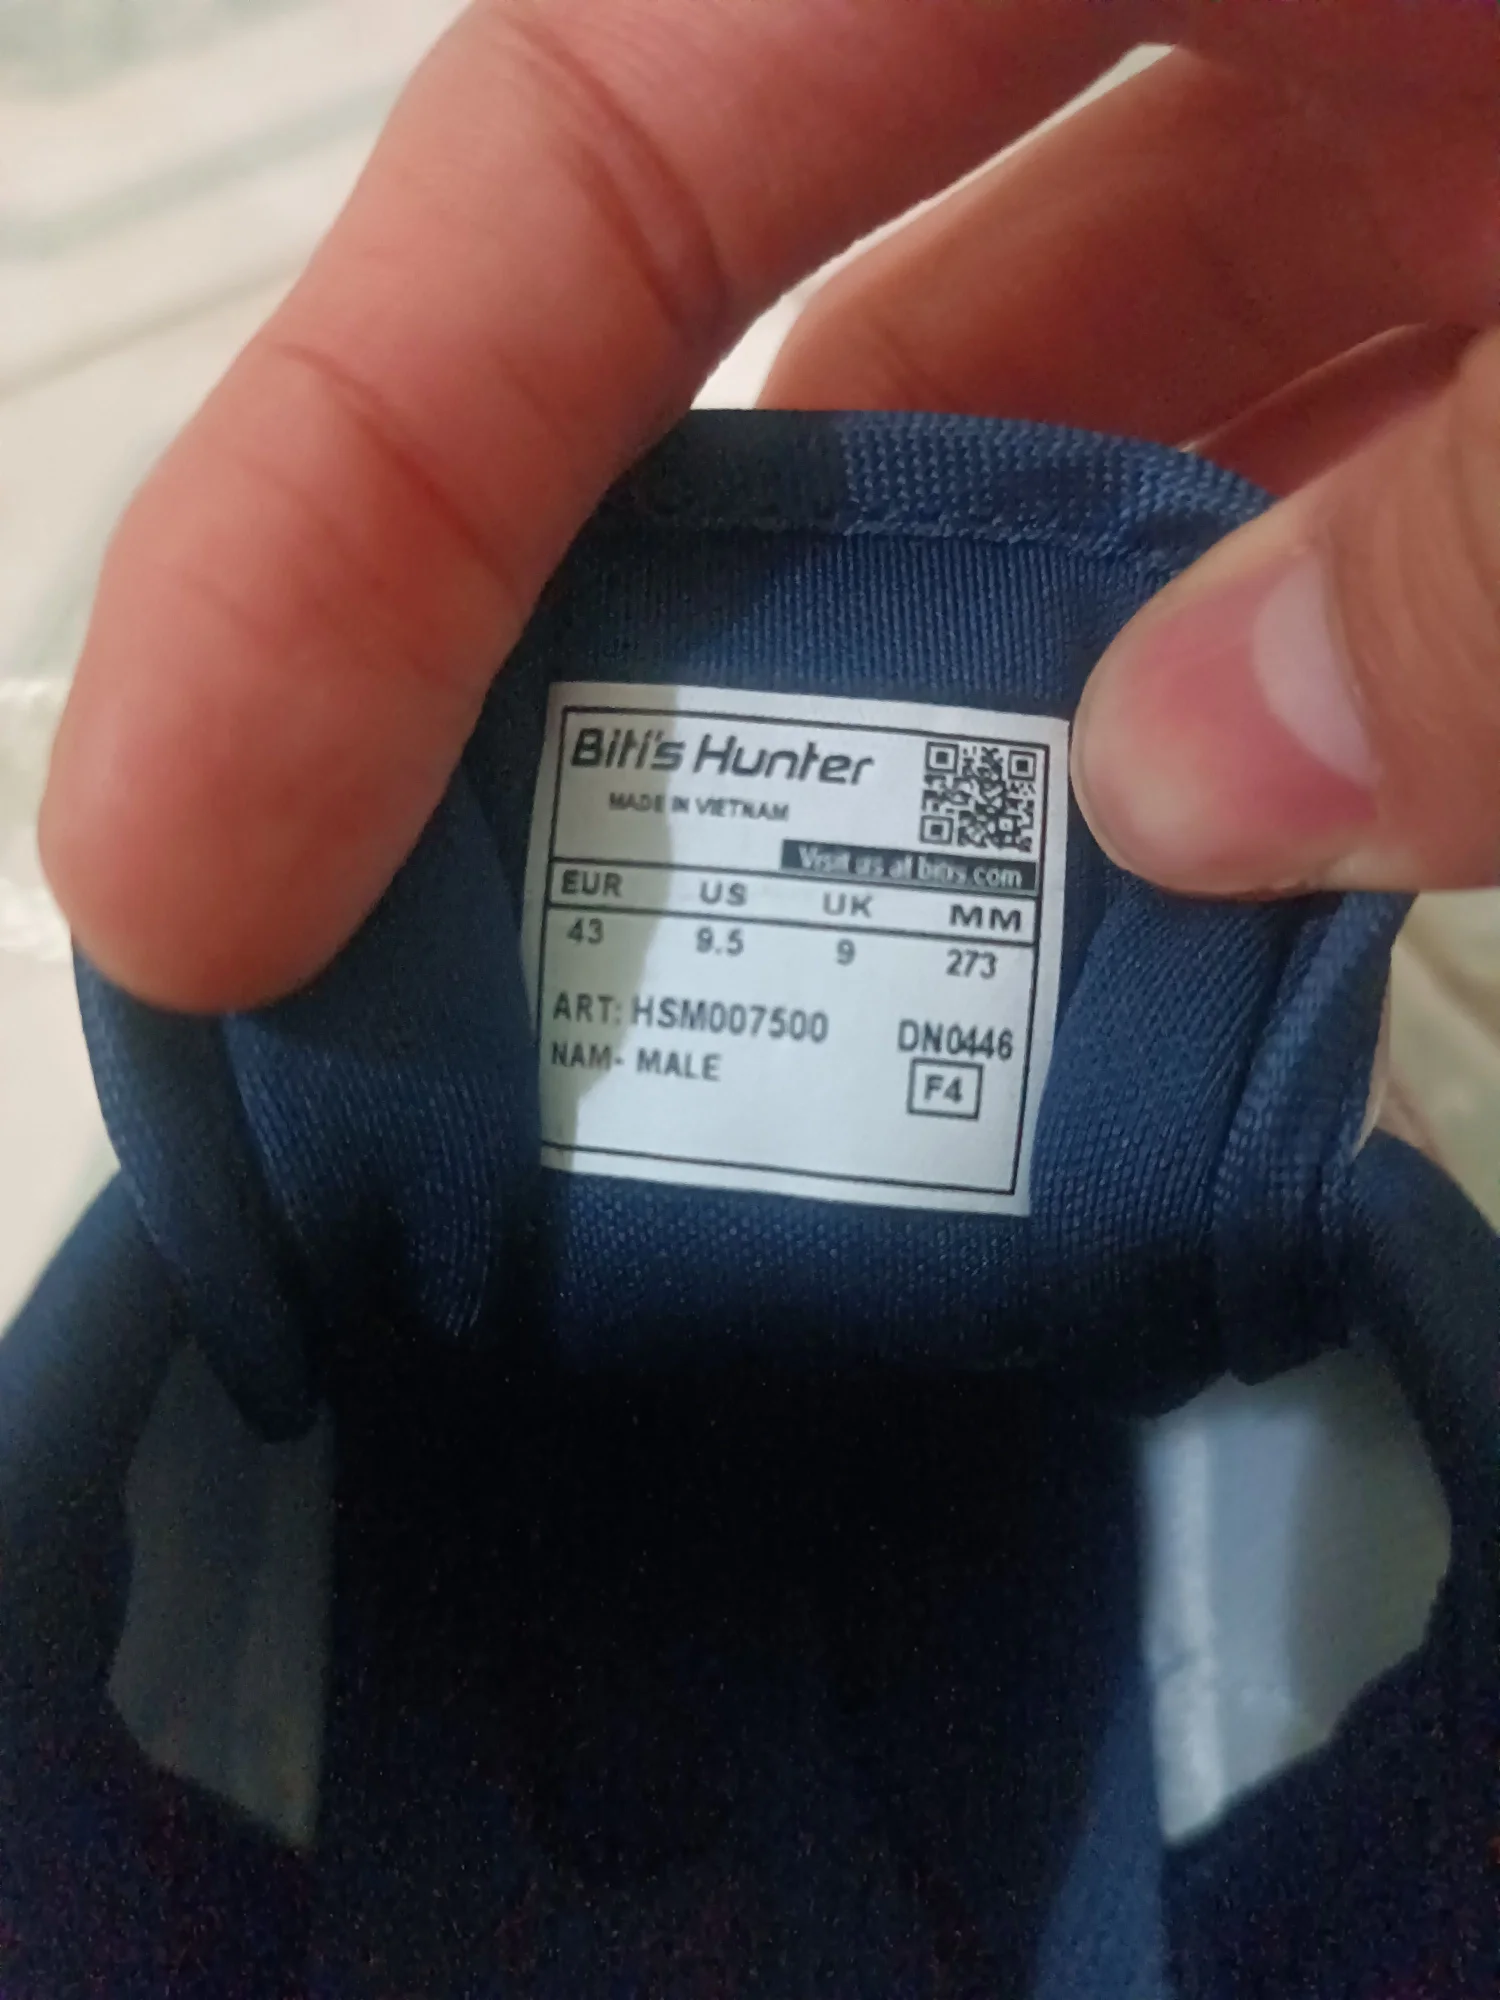 Biti's Hunter
MADE IN VIETNAM
Visit us at bitis.com
EUR US UK MM
43 9.5 9 273
ART: HSM007500 DN0446
NAM- MALE F4